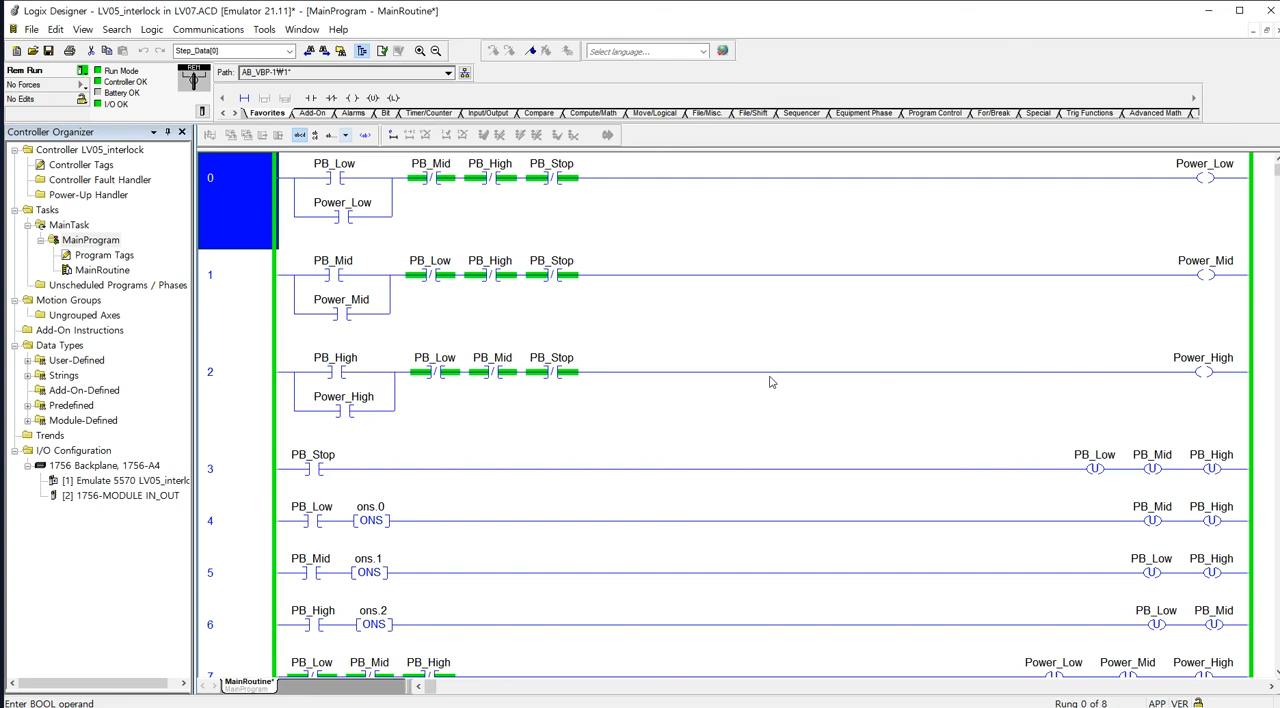 Logix Designer - LV05_interlock in LV07.ACD [Emulator 21.11]* - [MainProgram - MainRoutine*]
File Edit View Search Logic Communications Tools Window Help
Step_Data[0]
Select language...
Rem Run
Run Mode
REM
Path: AB_VBP-1₩1*
No Forces
Controller OK
Battery OK
No Edits
I/O OK
Favorites Add-On Alarms Bit Timer/Counter Input/Output Compare Compute/Math Move/Logical File/Misc. File/Shift Sequencer Equipment Phase Program Control For/Break Special Trig Functions Advanced Math
Controller Organizer
Controller LV05_interlock
Controller Tags
Controller Fault Handler
Power-Up Handler
Tasks
MainTask
MainProgram
Program Tags
MainRoutine
Unscheduled Programs / Phases
Motion Groups
Ungrouped Axes
Add-On Instructions
Data Types
User-Defined
Strings
Add-On-Defined
Predefined
Module-Defined
Trends
I/O Configuration
1756 Backplane, 1756-A4
[1] Emulate 5570 LV05_interlc
[2] 1756-MODULE IN_OUT
PB_Low PB_Mid PB_High PB_Stop Power_Low
0
Power_Low
PB_Mid PB_Low PB_High PB_Stop Power_Mid
1
Power_Mid
PB_High PB_Low PB_Mid PB_Stop Power_High
2
Power_High
PB_Stop PB_Low PB_Mid PB_High
3 U U U
PB_Low ons.0 PB_Mid PB_High
4 ONS U U
PB_Mid ons.1 PB_Low PB_High
5 ONS U U
PB_High ons.2 PB_Low PB_Mid
6 ONS U U
PB_Low PB_Mid PB_High Power_Low Power_Mid Power_High
7
MainRoutine*
MainProgram
Enter BOOL operand
Rung 0 of 8 APP VER